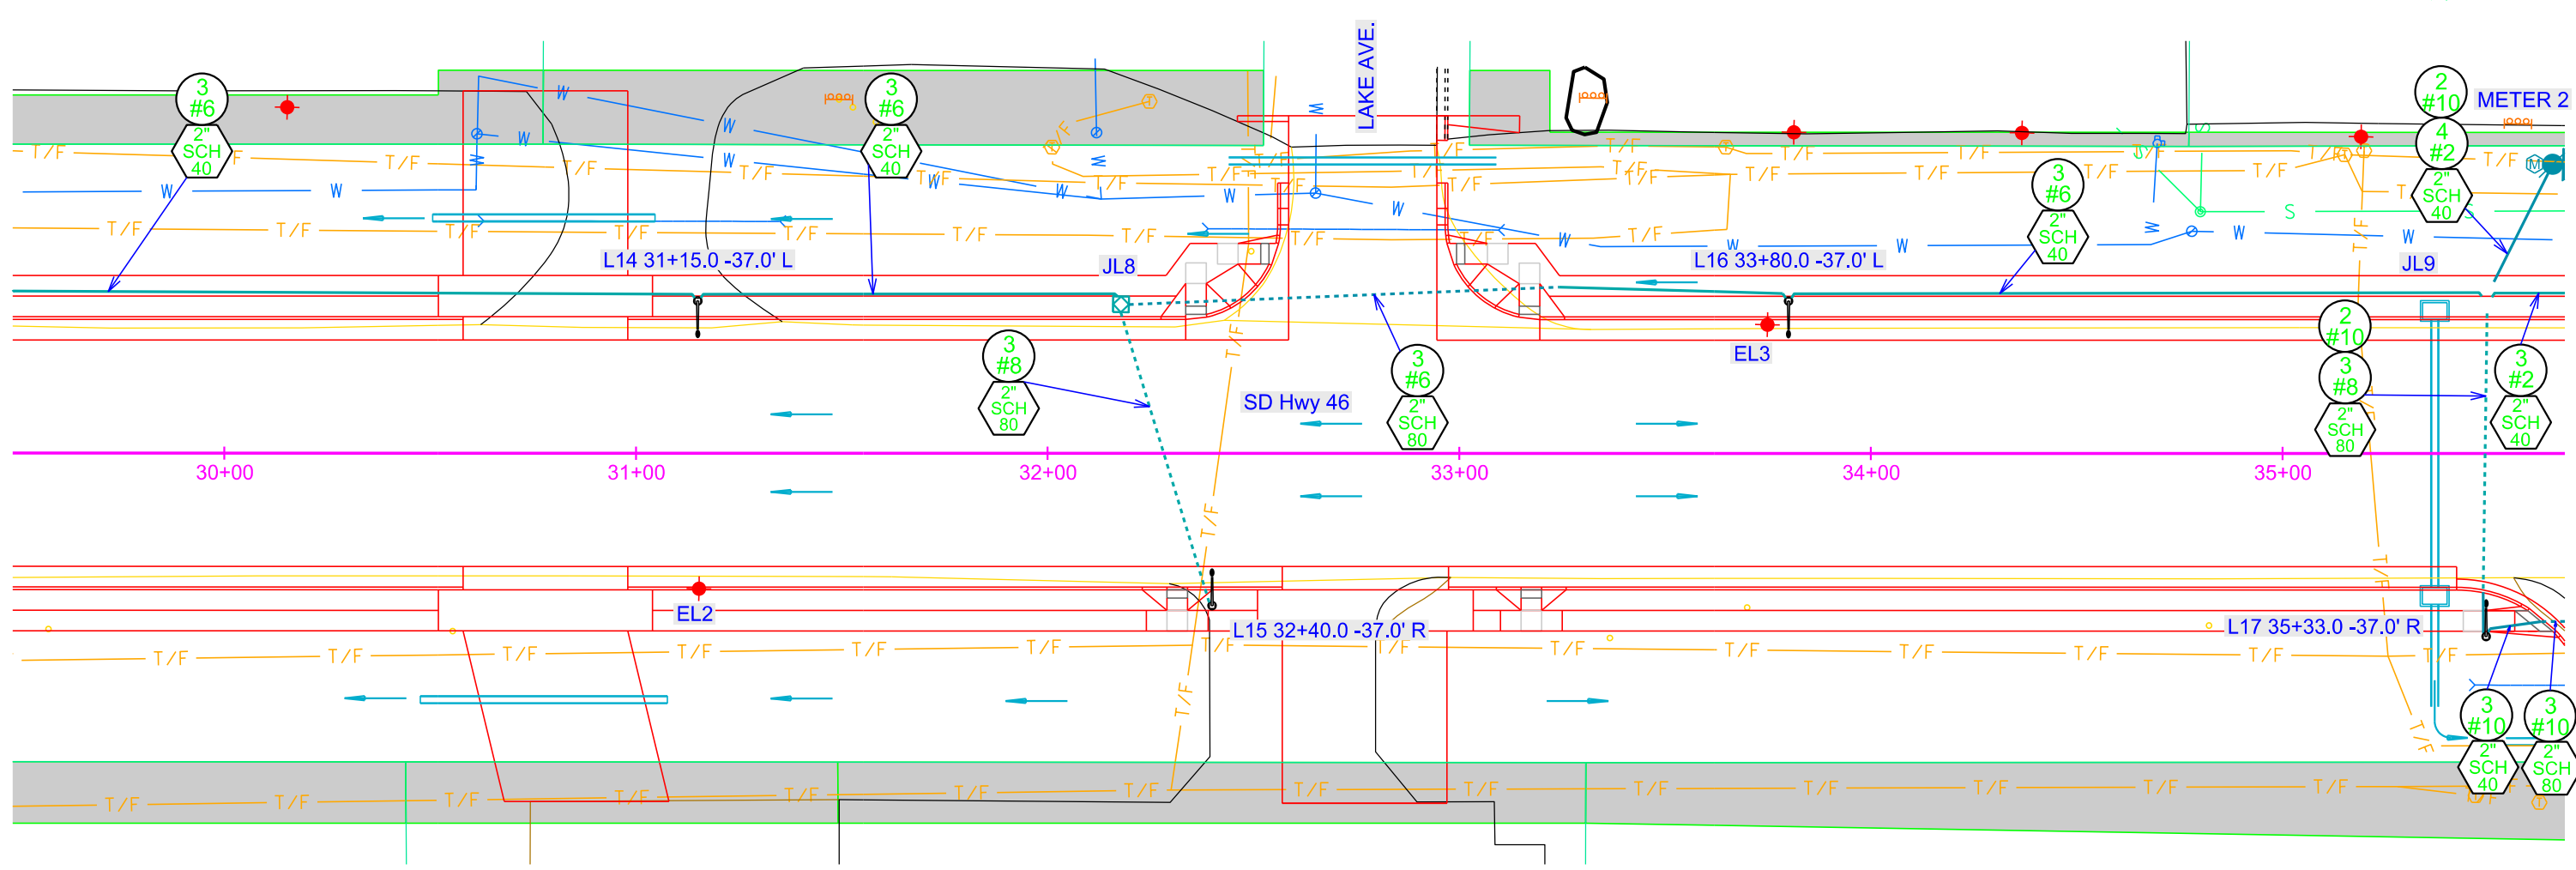 LAKE AVE.
3
#6
2"
SCH
40
3
#6
2"
SCH
40
2
#10
4
#2
2"
SCH
40
METER 2
3
#6
2"
SCH
40
L14 31+15.0 -37.0' L
JL8
L16 33+80.0 -37.0' L
JL9
3
#8
2"
SCH
80
SD Hwy 46
3
#6
2"
SCH
80
EL3
2
#10
3
#8
2"
SCH
80
3
#2
2"
SCH
40
30+00
31+00
32+00
33+00
34+00
35+00
EL2
L15 32+40.0 -37.0' R
L17 35+33.0 -37.0' R
3
#10
2"
SCH
40
3
#10
2"
SCH
80
T/F
T/F
T/F
T/F
T/F
T/F
W
W
W
W
W
W
S
M